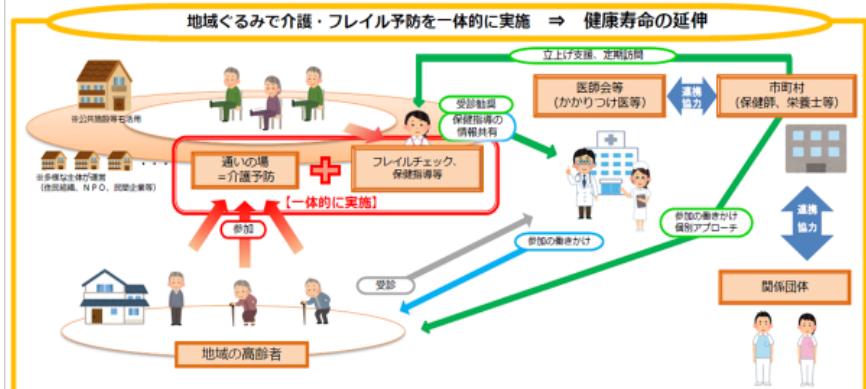 地域ぐるみで介護・フレイル予防を一体的に実施 ⇒ 健康寿命の延伸
立上げ支援、定期訪問
医師会等
(かかりつけ医等)
連携
協力
市町村
(保健師、栄養士等)
※公共施設等も活用
受診勧奨
保健指導の
情報共有
通いの場
=介護予防
フレイルチェック、
保健指導等
【一体的に実施】
※多様な主体が運営
(住民組織、NPO、民間企業等)
・・・
参加
参加の働きかけ
個別アプローチ
連携
協力
参加の働きかけ
受診
関係団体
地域の高齢者